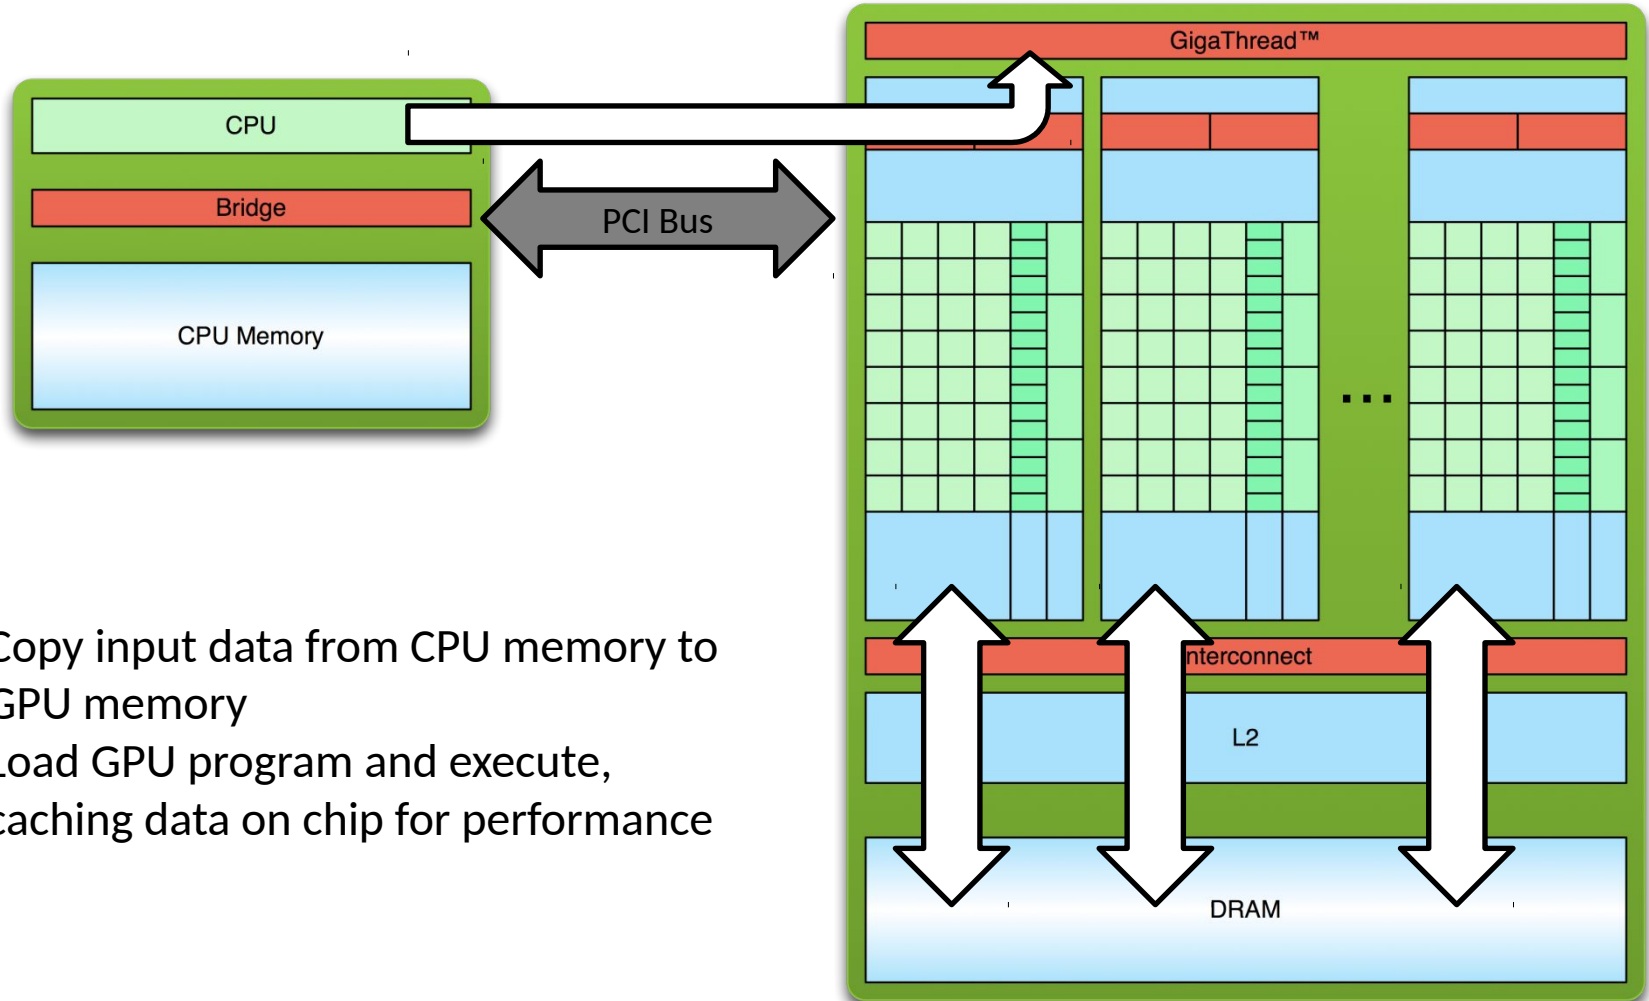 GigaThread™
CPU
Bridge
PCI Bus
CPU Memory
...
Copy input data from CPU memory to
GPU memory
Load GPU program and execute,
caching data on chip for performance
nterconnect
L2
DRAM